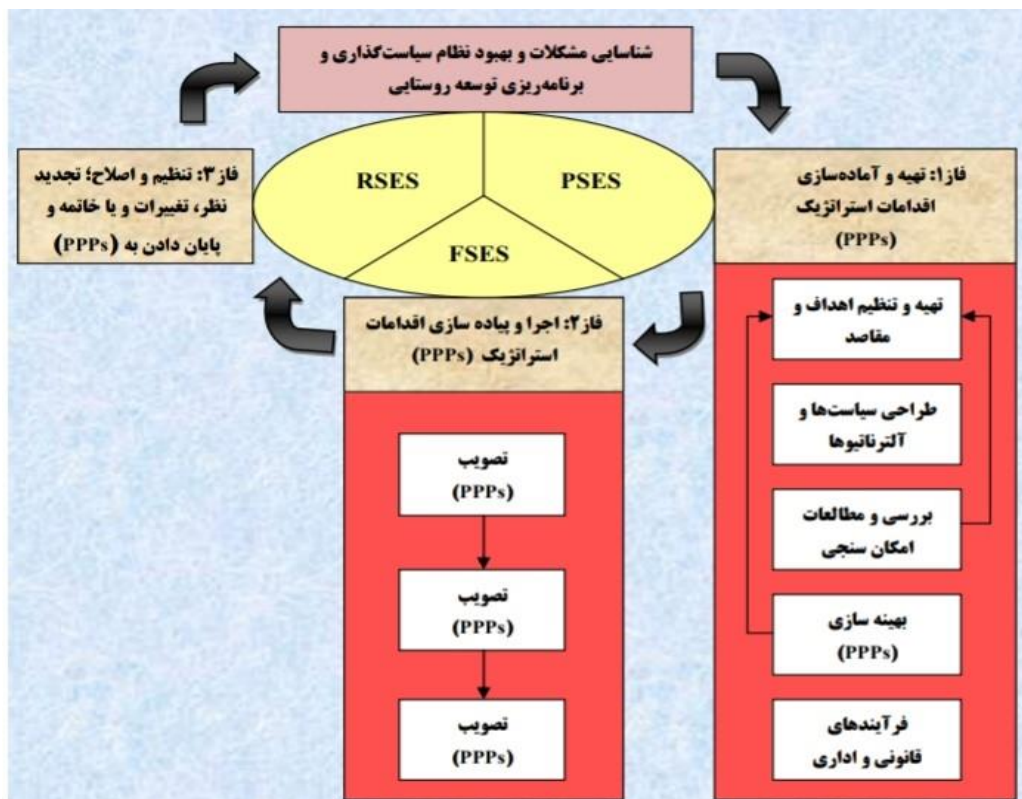 شناسایی مشکلات و بهبود نظام سیاست‌گذاری و
برنامه‌ریزی توسعه روستایی
فاز۱: تهیه و آماده‌سازی
اقدامات استراتژیک
(PPPs)
تهیه و تنظیم اهداف و
مقاصد
طراحی سیاست‌ها و
آلترناتیوها
بررسی و مطالعات
امکان سنجی
بهینه سازی
(PPPs)
فرآیندهای
قانونی و اداری
PSES
RSES
FSES
فاز۲: اجرا و پیاده سازی اقدامات
استراتژیک (PPPs)
تصویب
(PPPs)
تصویب
(PPPs)
تصویب
(PPPs)
فاز۳: تنظیم و اصلاح؛ تجدید
نظر، تغییرات و یا خاتمه و
پایان دادن به (PPPs)